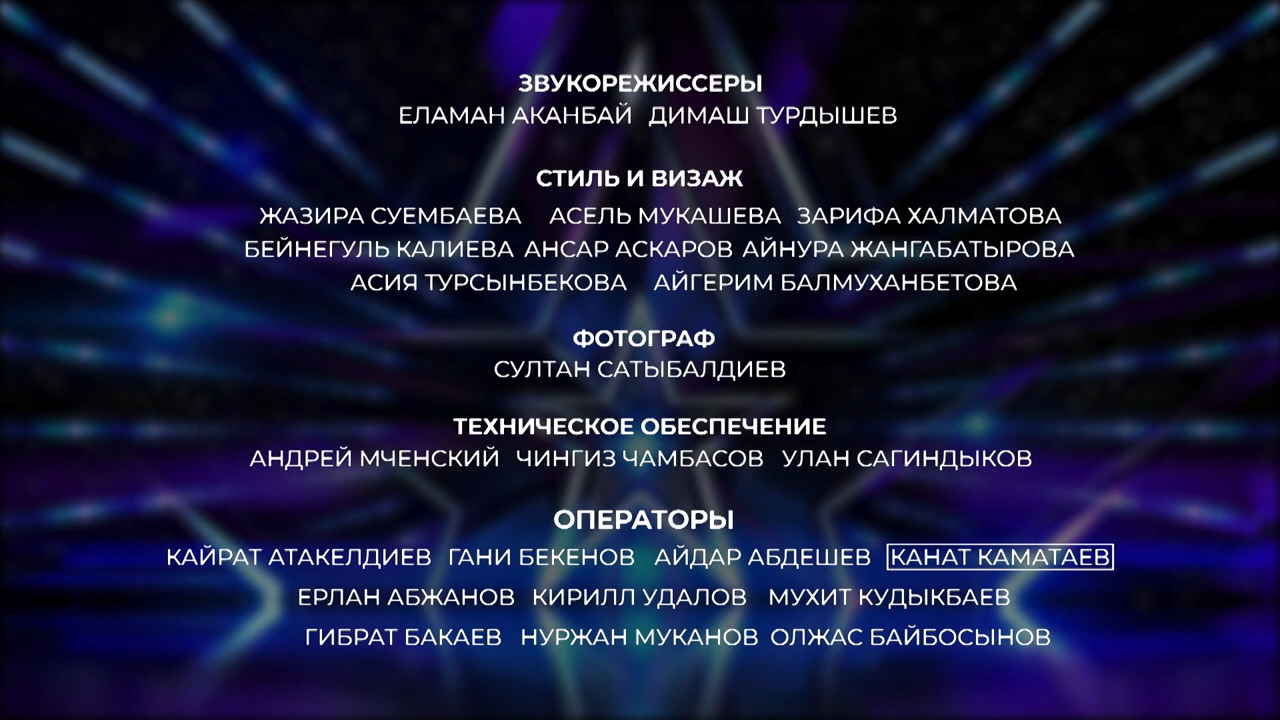 ЗВУКОРЕЖИССЕРЫ
ЕЛАМАН АКАНБАЙ ДИМАШ ТУРДЫШЕВ
СТИЛЬ И ВИЗАЖ
ЖАЗИРА СУЕМБАЕВА АСЕЛЬ МУКАШЕВА ЗАРИФА ХАЛМАТОВА
БЕЙНЕГУЛЬ КАЛИЕВА АНСАР АСКАРОВ АЙНУРА ЖАНГАБАТЫРОВА
АСИЯ ТУРСЫНБЕКОВА АЙГЕРИМ БАЛМУХАНБЕТОВА
ФОТОГРАФ
СУЛТАН САТЫБАЛДИЕВ
ТЕХНИЧЕСКОЕ ОБЕСПЕЧЕНИЕ
АНДРЕЙ МЧЕНСКИЙ ЧИНГИЗ ЧАМБАСОВ УЛАН САГИНДЫКОВ
ОПЕРАТОРЫ
КАЙРАТ АТАКЕЛДИЕВ ГАНИ БЕКЕНОВ АЙДАР АБДЕШЕВ КАНАТ КАМАТАЕВ
ЕРЛАН АБЖАНОВ КИРИЛЛ УДАЛОВ МУХИТ КУДЫКБАЕВ
ГИБРАТ БАКАЕВ НУРЖАН МУКАНОВ ОЛЖАС БАЙБОСЫНОВ